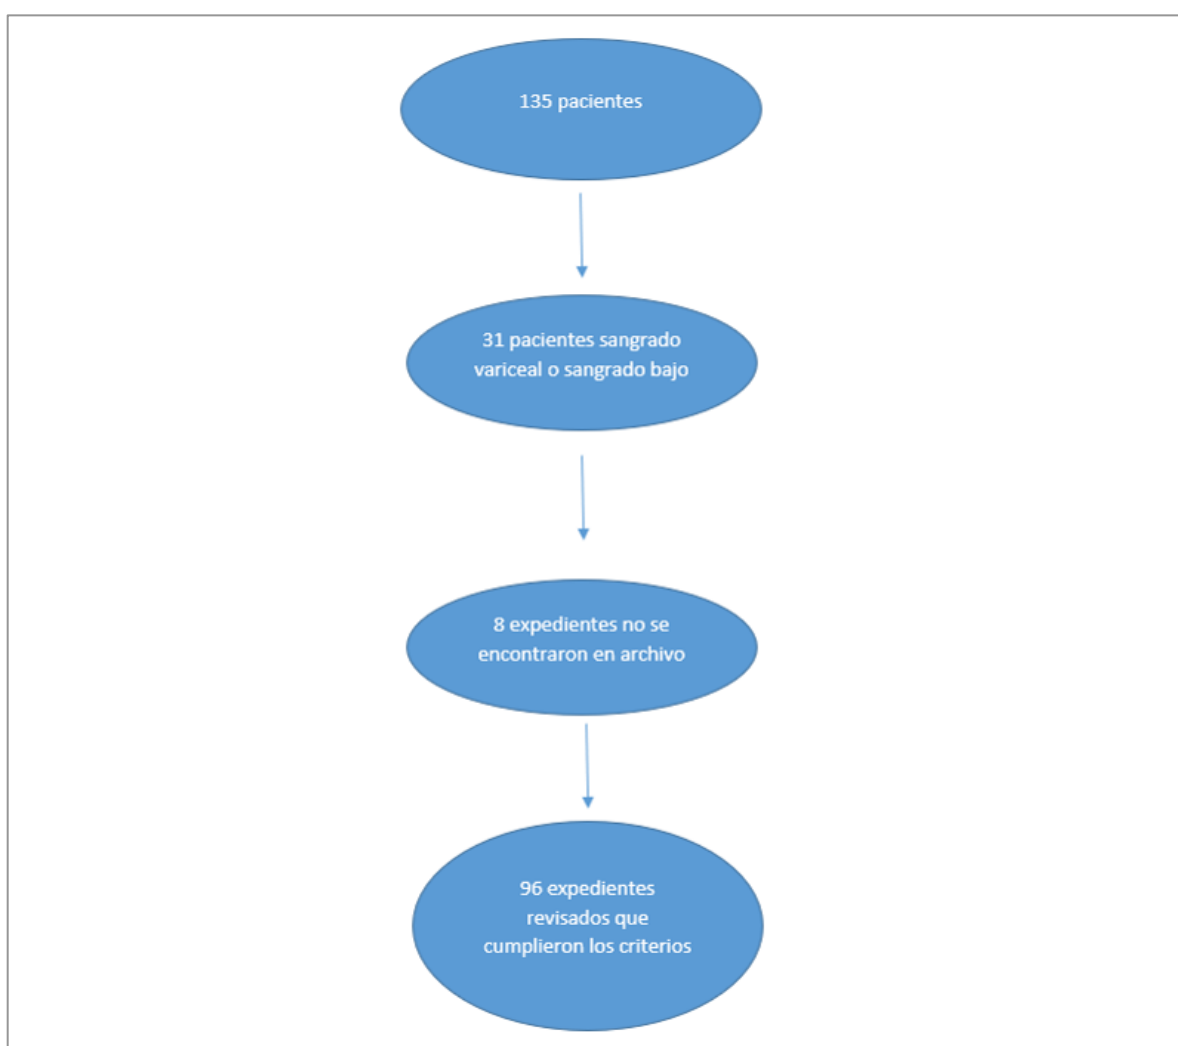 135 pacientes
31 pacientes sangrado
variceal o sangrado bajo
8 expedientes no se
encontraron en archivo
96 expedientes
revisados que
cumplieron los criterios